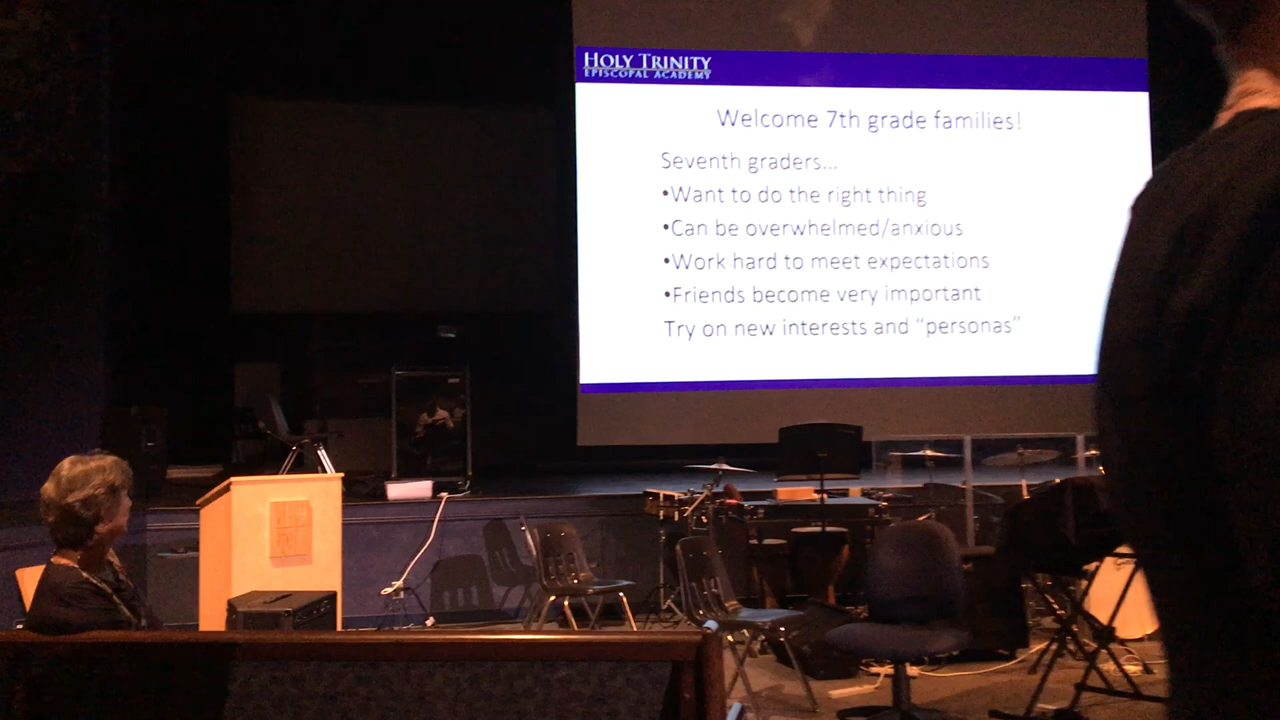 HOLY TRINITY
EPISCOPAL ACADEMY
Welcome 7th grade families!
Seventh graders...
•Want to do the right thing
•Can be overwhelmed/anxious
•Work hard to meet expectations
•Friends become very important
Try on new interests and “personas”